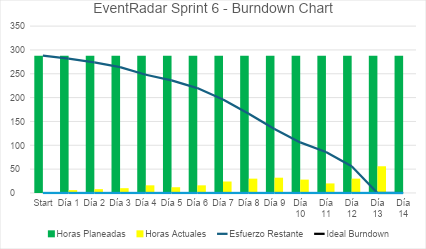 EventRadar Sprint 6 - Burndown Chart
350
300
250
200
150
100
50
0
Start Día 1 Día 2 Día 3 Día 4 Día 5 Día 6 Día 7 Día 8 Día 9 Día 10 Día 11 Día 12 Día 13 Día 14
Horas Planeadas Horas Actuales Esfuerzo Restante Ideal Burndown